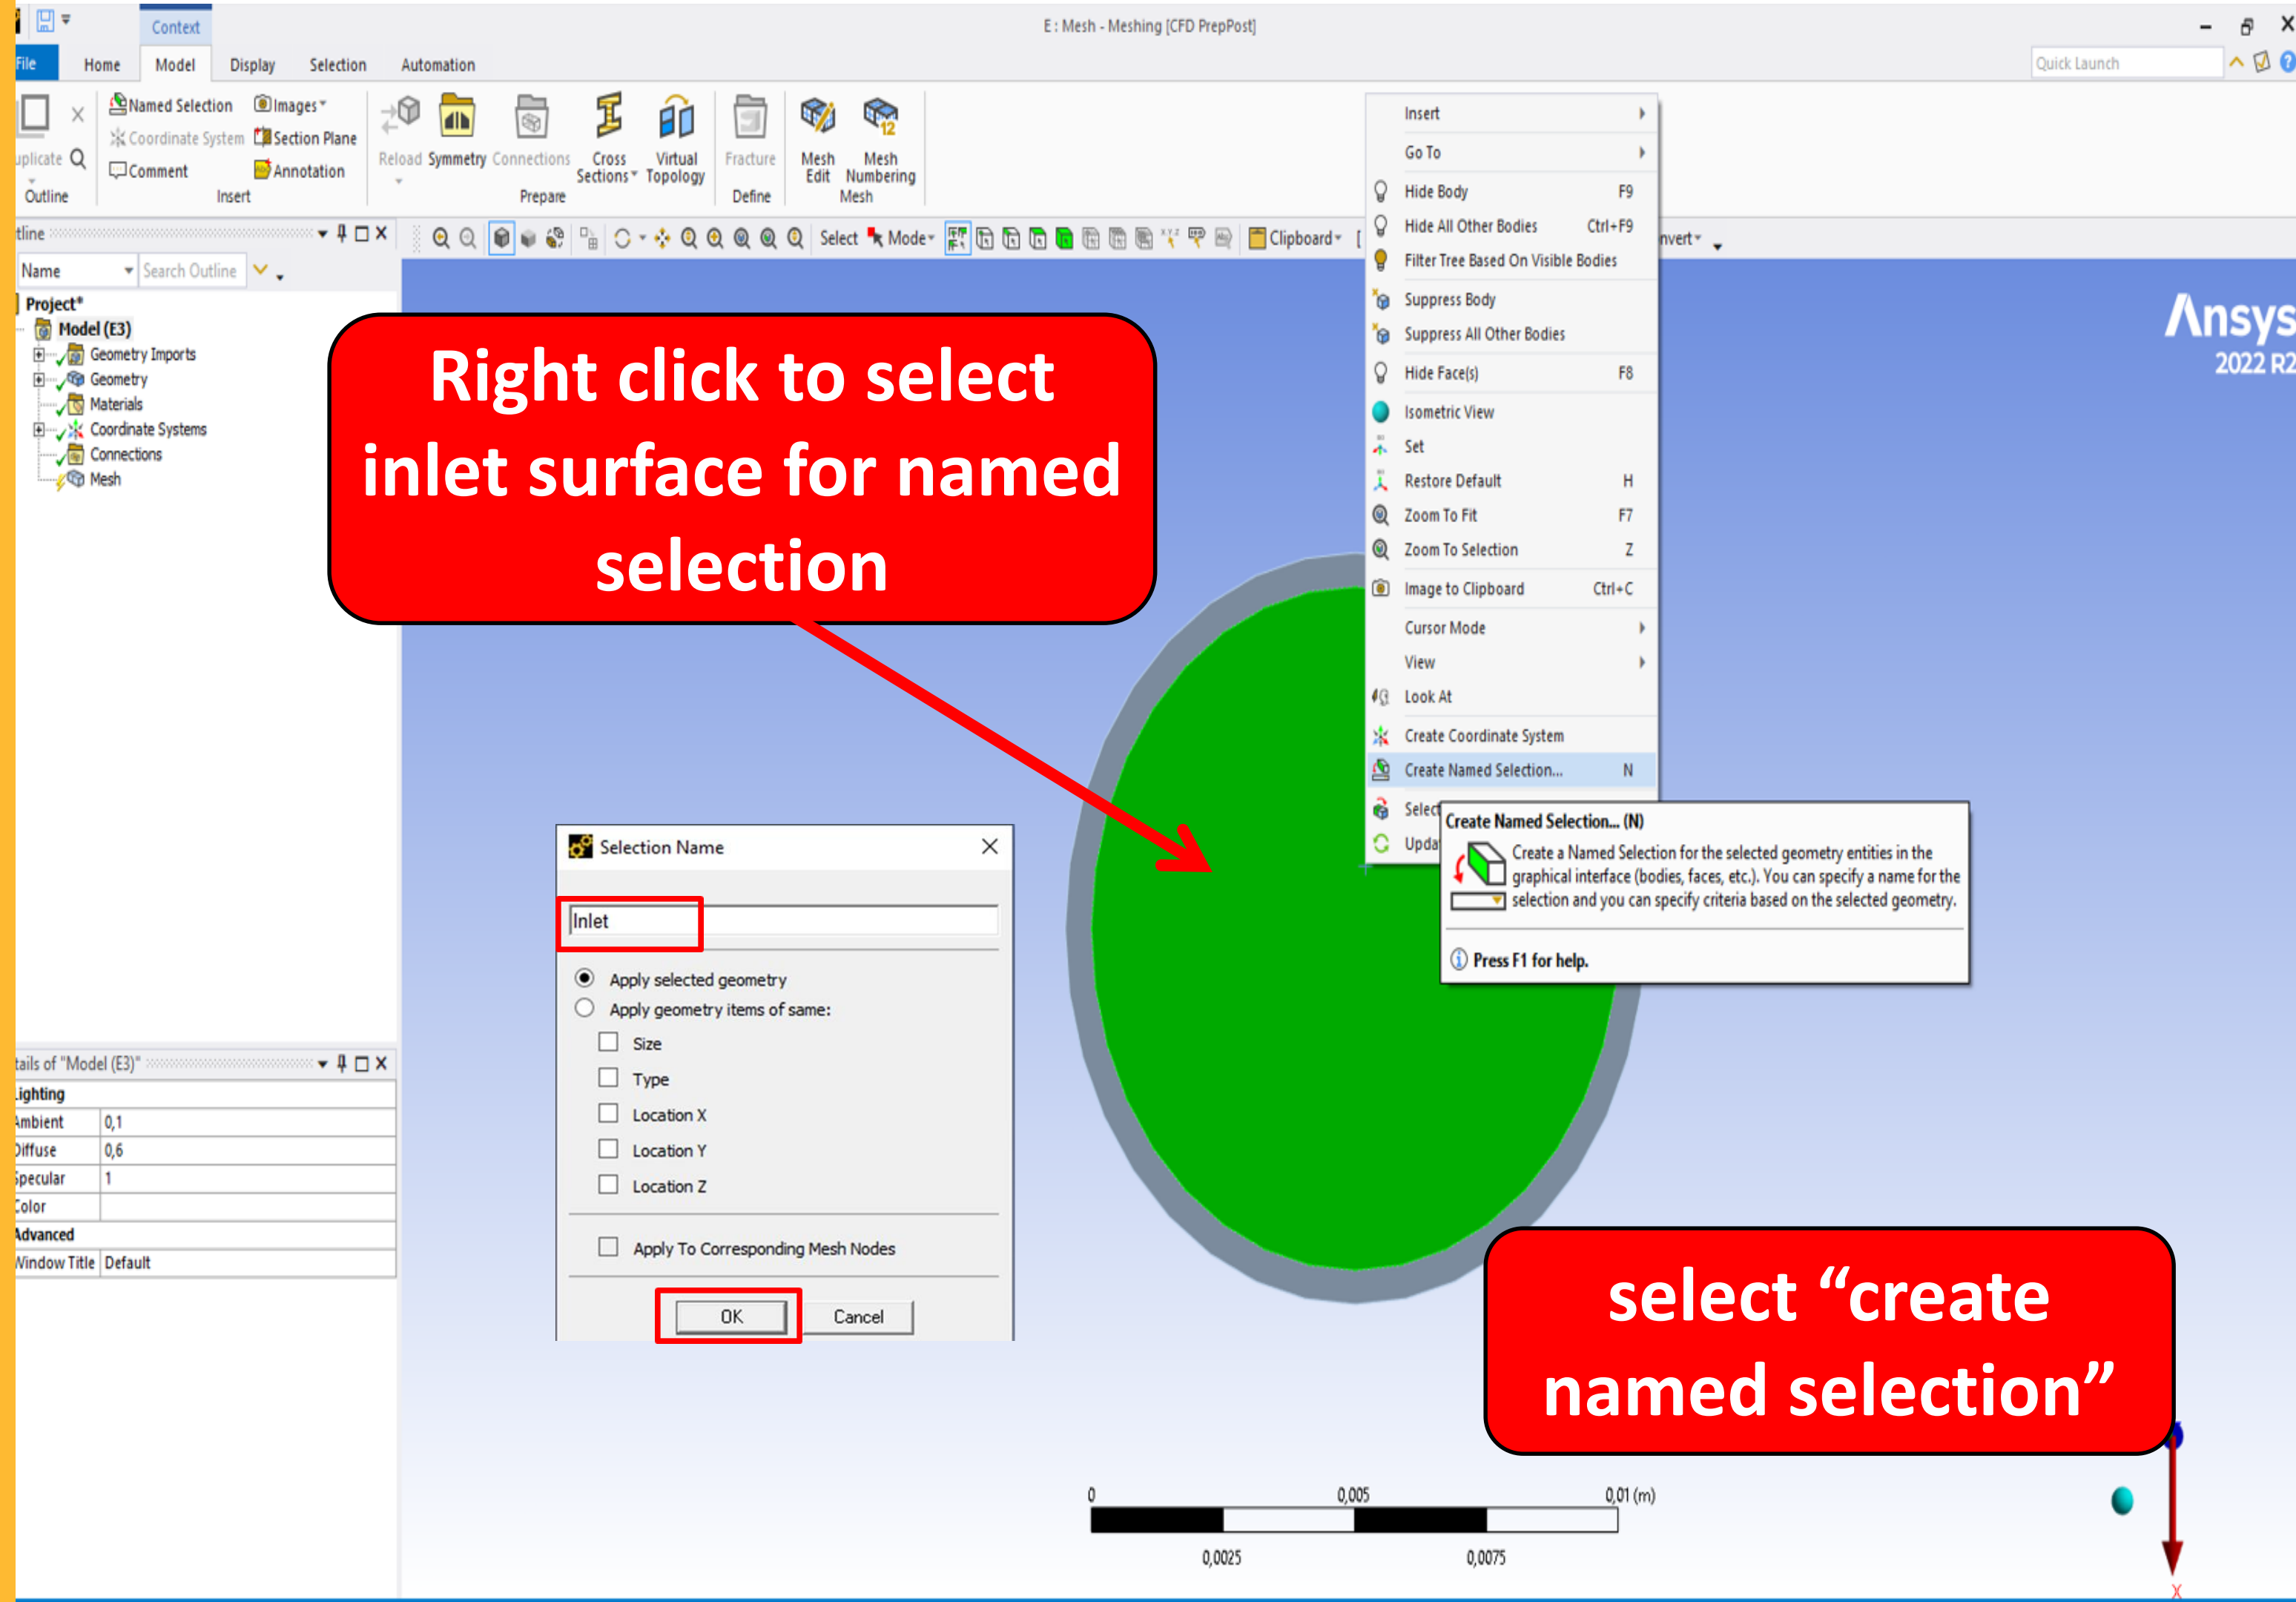 Context
E : Mesh - Meshing [CFD PrepPost]
File Home Model Display Selection Automation
Quick Launch
Named Selection Images
Coordinate System Section Plane
Comment Annotation
Outline
Insert
Reload Symmetry Connections Cross Sections Virtual Topology
Prepare
Fracture
Define
Mesh Edit Mesh Numbering
12
Mesh
Select Mode Clipboard
Name Search Outline
Project*
Model (E3)
Geometry Imports
Geometry
Materials
Coordinate Systems
Connections
Mesh
Right click to select
inlet surface for named
selection
Insert
Go To
Hide Body F9
Hide All Other Bodies Ctrl+F9
Filter Tree Based On Visible Bodies
Suppress Body
Suppress All Other Bodies
Hide Face(s) F8
Isometric View
Set
Restore Default H
Zoom To Fit F7
Zoom To Selection Z
Image to Clipboard Ctrl+C
Cursor Mode
View
Look At
Create Coordinate System
Create Named Selection... N
Select
Upda
Create Named Selection... (N)
Create a Named Selection for the selected geometry entities in the
graphical interface (bodies, faces, etc.). You can specify a name for the
selection and you can specify criteria based on the selected geometry.
Press F1 for help.
Ansys
2022 R2
Selection Name
Inlet
Apply selected geometry
Apply geometry items of same:
Size
Type
Location X
Location Y
Location Z
Apply To Corresponding Mesh Nodes
OK Cancel
tails of "Model (E3)"
Lighting
Ambient 0,1
Diffuse 0,6
Specular 1
Color
Advanced
Window Title Default
select “create
named selection”
0 0,005 0,01 (m)
0,0025 0,0075
X